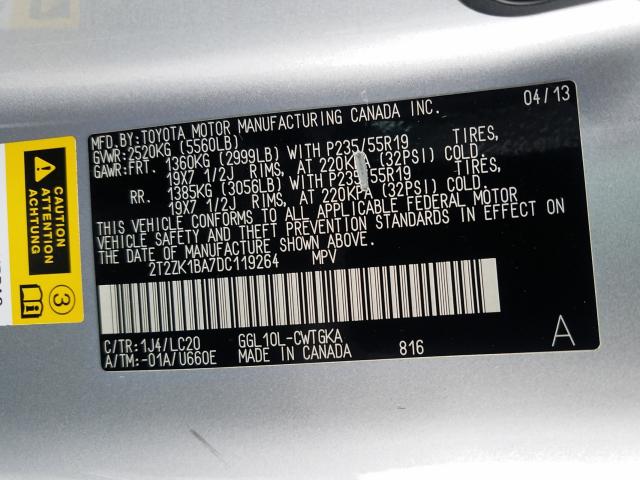 MFD.BY:TOYOTA MOTOR MANUFACTURING CANADA INC. 04/13
GVWR:2520KG (5560LB)
GAWR:FRT. 1360KG (2999LB) WITH P235/55R19 TIRES,
19X7 1/2J RIMS, AT 220KPA (32PSI) COLD.
RR. 1385KG (3056LB) WITH P235/55R19 TIRES,
19X7 1/2J RIMS, AT 220KPA (32PSI) COLD.
THIS VEHICLE CONFORMS TO ALL APPLICABLE FEDERAL MOTOR
VEHICLE SAFETY AND THEFT PREVENTION STANDARDS IN EFFECT ON
THE DATE OF MANUFACTURE SHOWN ABOVE.
2T2ZK1BA7DC119264 MPV
C/TR:1J4/LC20 GGL10L-CWTGKA A
A/TM:-01A/U660E MADE IN CANADA 816
CAUTION
ATTENTION
3